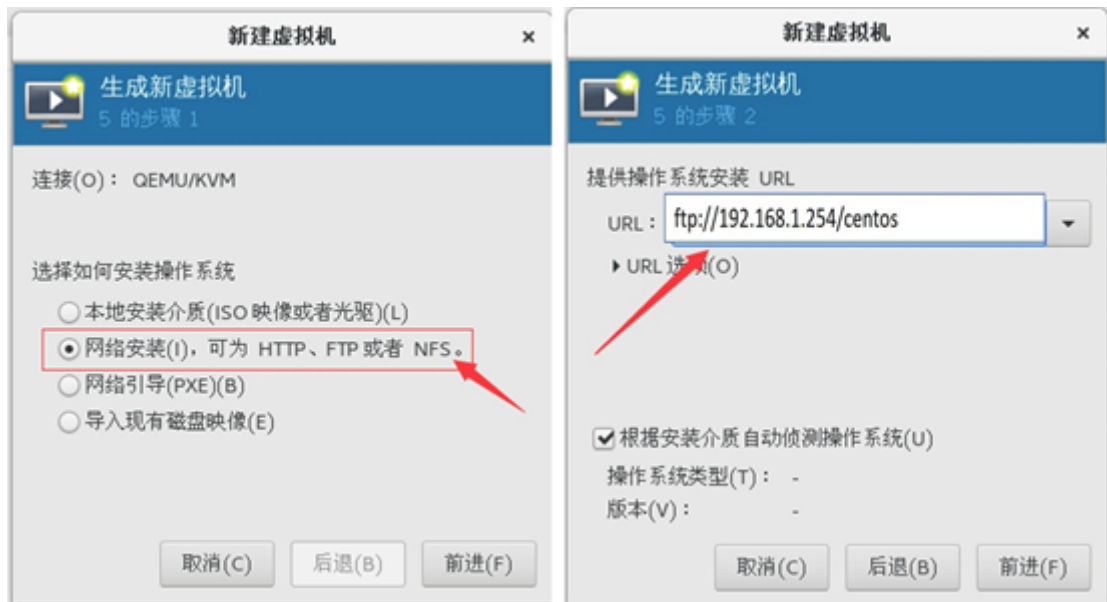 新建虚拟机
×
生成新虚拟机
5 的步骤 1
连接(O)： QEMU/KVM
选择如何安装操作系统
本地安装介质(ISO 映像或者光驱)(L)
网络安装(I)，可为 HTTP、FTP 或者 NFS。
网络引导(PXE)(B)
导入现有磁盘映像(E)
取消(C)
后退(B)
前进(F)
新建虚拟机
×
生成新虚拟机
5 的步骤 2
提供操作系统安装 URL
URL： ftp://192.168.1.254/centos
URL 选项(O)
根据安装介质自动侦测操作系统(U)
操作系统类型(T)： -
版本(V)： -
取消(C)
后退(B)
前进(F)